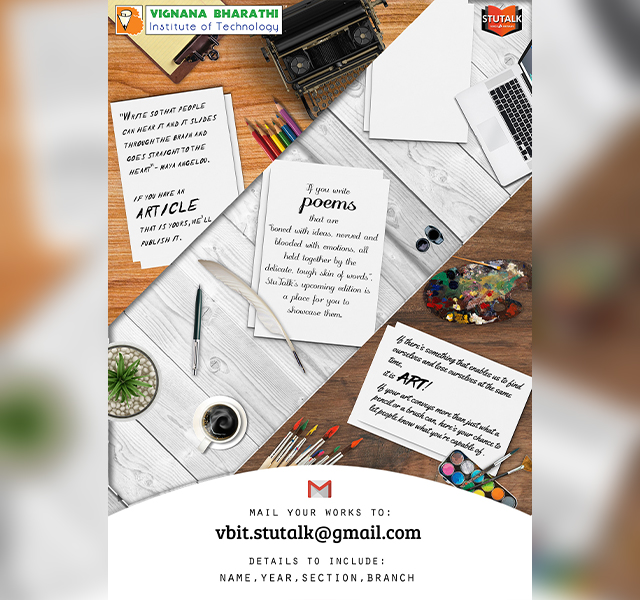 VIGNANA BHARATHI
Institute of Technology
STUTALK
"WRITE SO THAT PEOPLE
CAN HEAR IT AND IT SLIDES
THROUGH THE BRAIN AND
GOES STRAIGHT TO THE
HEART" - MAYA ANGELOU.
IF YOU HAVE AN
ARTICLE
THAT IS YOURS, WE'LL
PUBLISH IT.
If you write
poems
that are
"boned with ideas, nerved and
blooded with emotions, all
held together by the
delicate, tough skin of words",
StuTalk's upcoming edition is
a place for you to
showcase them.
If there's something that enables us to find
ourselves and lose ourselves at the same
time,
it is ART!
If your art conveys more than just what a
pencil or a brush can, here's your chance to
let people know what you're capable of.
MAIL YOUR WORKS TO:
vbit.stutalk@gmail.com
DETAILS TO INCLUDE:
NAME,YEAR,SECTION,BRANCH